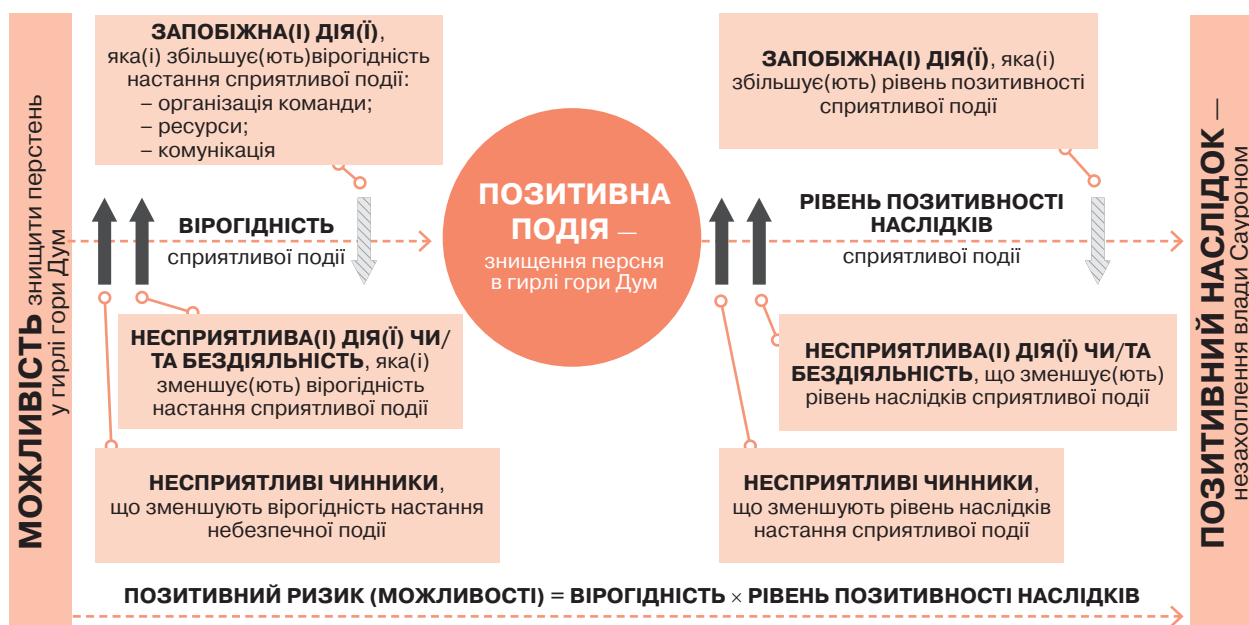 МОЖЛИВІСТЬ знищити перстень
у гирлі гори Дум
ЗАПОБІЖНА(І) ДІЯ(Ї),
яка(і) збільшує(ють)вірогідність
настання сприятливої події:
– організація команди;
– ресурси;
– комунікація
ВІРОГІДНІСТЬ
сприятливої події
НЕСПРИЯТЛИВА(І) ДІЯ(Ї) ЧИ/
ТА БЕЗДІЯЛЬНІСТЬ, яка(і)
зменшує(ють) вірогідність
настання сприятливої події
НЕСПРИЯТЛИВІ ЧИННИКИ,
що зменшують вірогідність настання
небезпечної події
ПОЗИТИВНА
ПОДІЯ —
знищення персня
в гирлі гори Дум
ЗАПОБІЖНА(І) ДІЯ(Ї), яка(і)
збільшує(ють) рівень позитивності
сприятливої події
РІВЕНЬ ПОЗИТИВНОСТІ
НАСЛІДКІВ
сприятливої події
НЕСПРИЯТЛИВА(І) ДІЯ(Ї) ЧИ/ТА
БЕЗДІЯЛЬНІСТЬ, що зменшує(ють)
рівень наслідків сприятливої події
НЕСПРИЯТЛИВІ ЧИННИКИ,
що зменшують рівень наслідків
настання сприятливої події
ПОЗИТИВНИЙ НАСЛІДОК —
незахоплення влади Сауроном
ПОЗИТИВНИЙ РИЗИК (МОЖЛИВОСТІ) = ВІРОГІДНІСТЬ × РІВЕНЬ ПОЗИТИВНОСТІ НАСЛІДКІВ